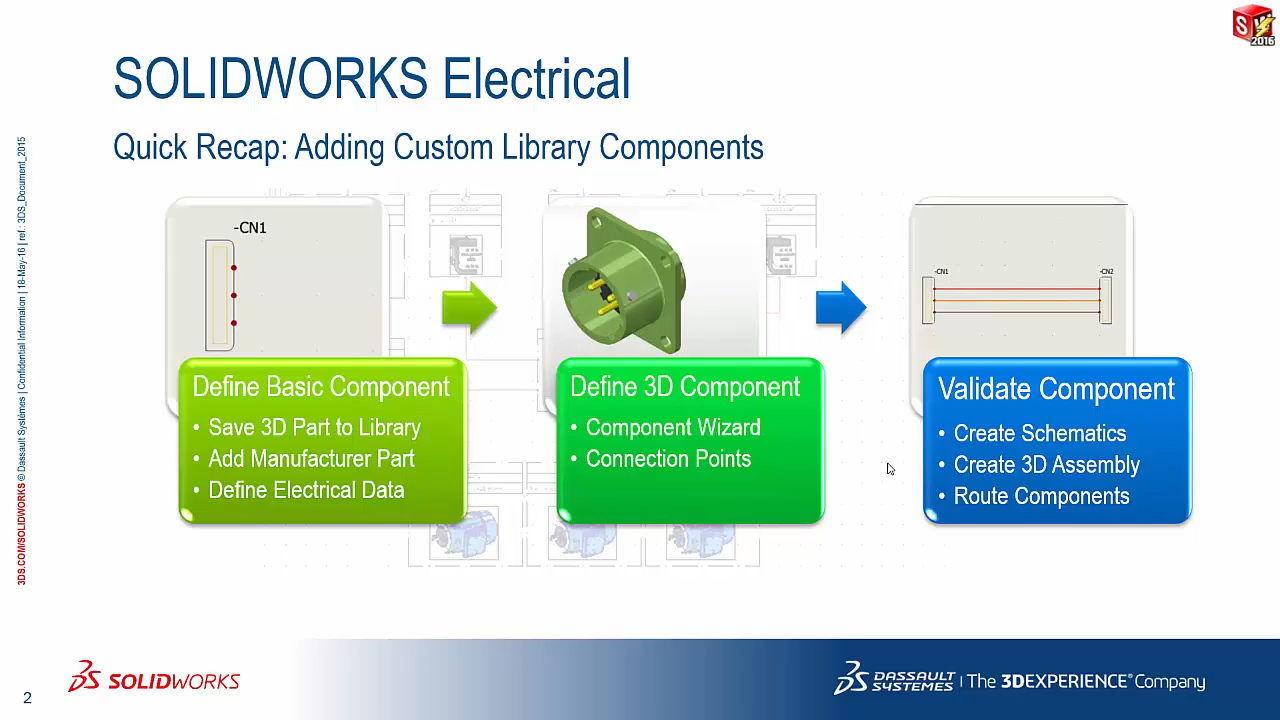 S W
2016
SOLIDWORKS Electrical
Quick Recap: Adding Custom Library Components
3DS.COM/SOLIDWORKS © Dassault Systèmes | Confidential Information | 18-May-16 | ref.: 3DS_Document_2015
-CN1
-CN1
-CN2
Define Basic Component
• Save 3D Part to Library
• Add Manufacturer Part
• Define Electrical Data
Define 3D Component
• Component Wizard
• Connection Points
Validate Component
• Create Schematics
• Create 3D Assembly
• Route Components
2
SOLIDWORKS
DASSAULT SYSTEMES | The 3DEXPERIENCE® Company